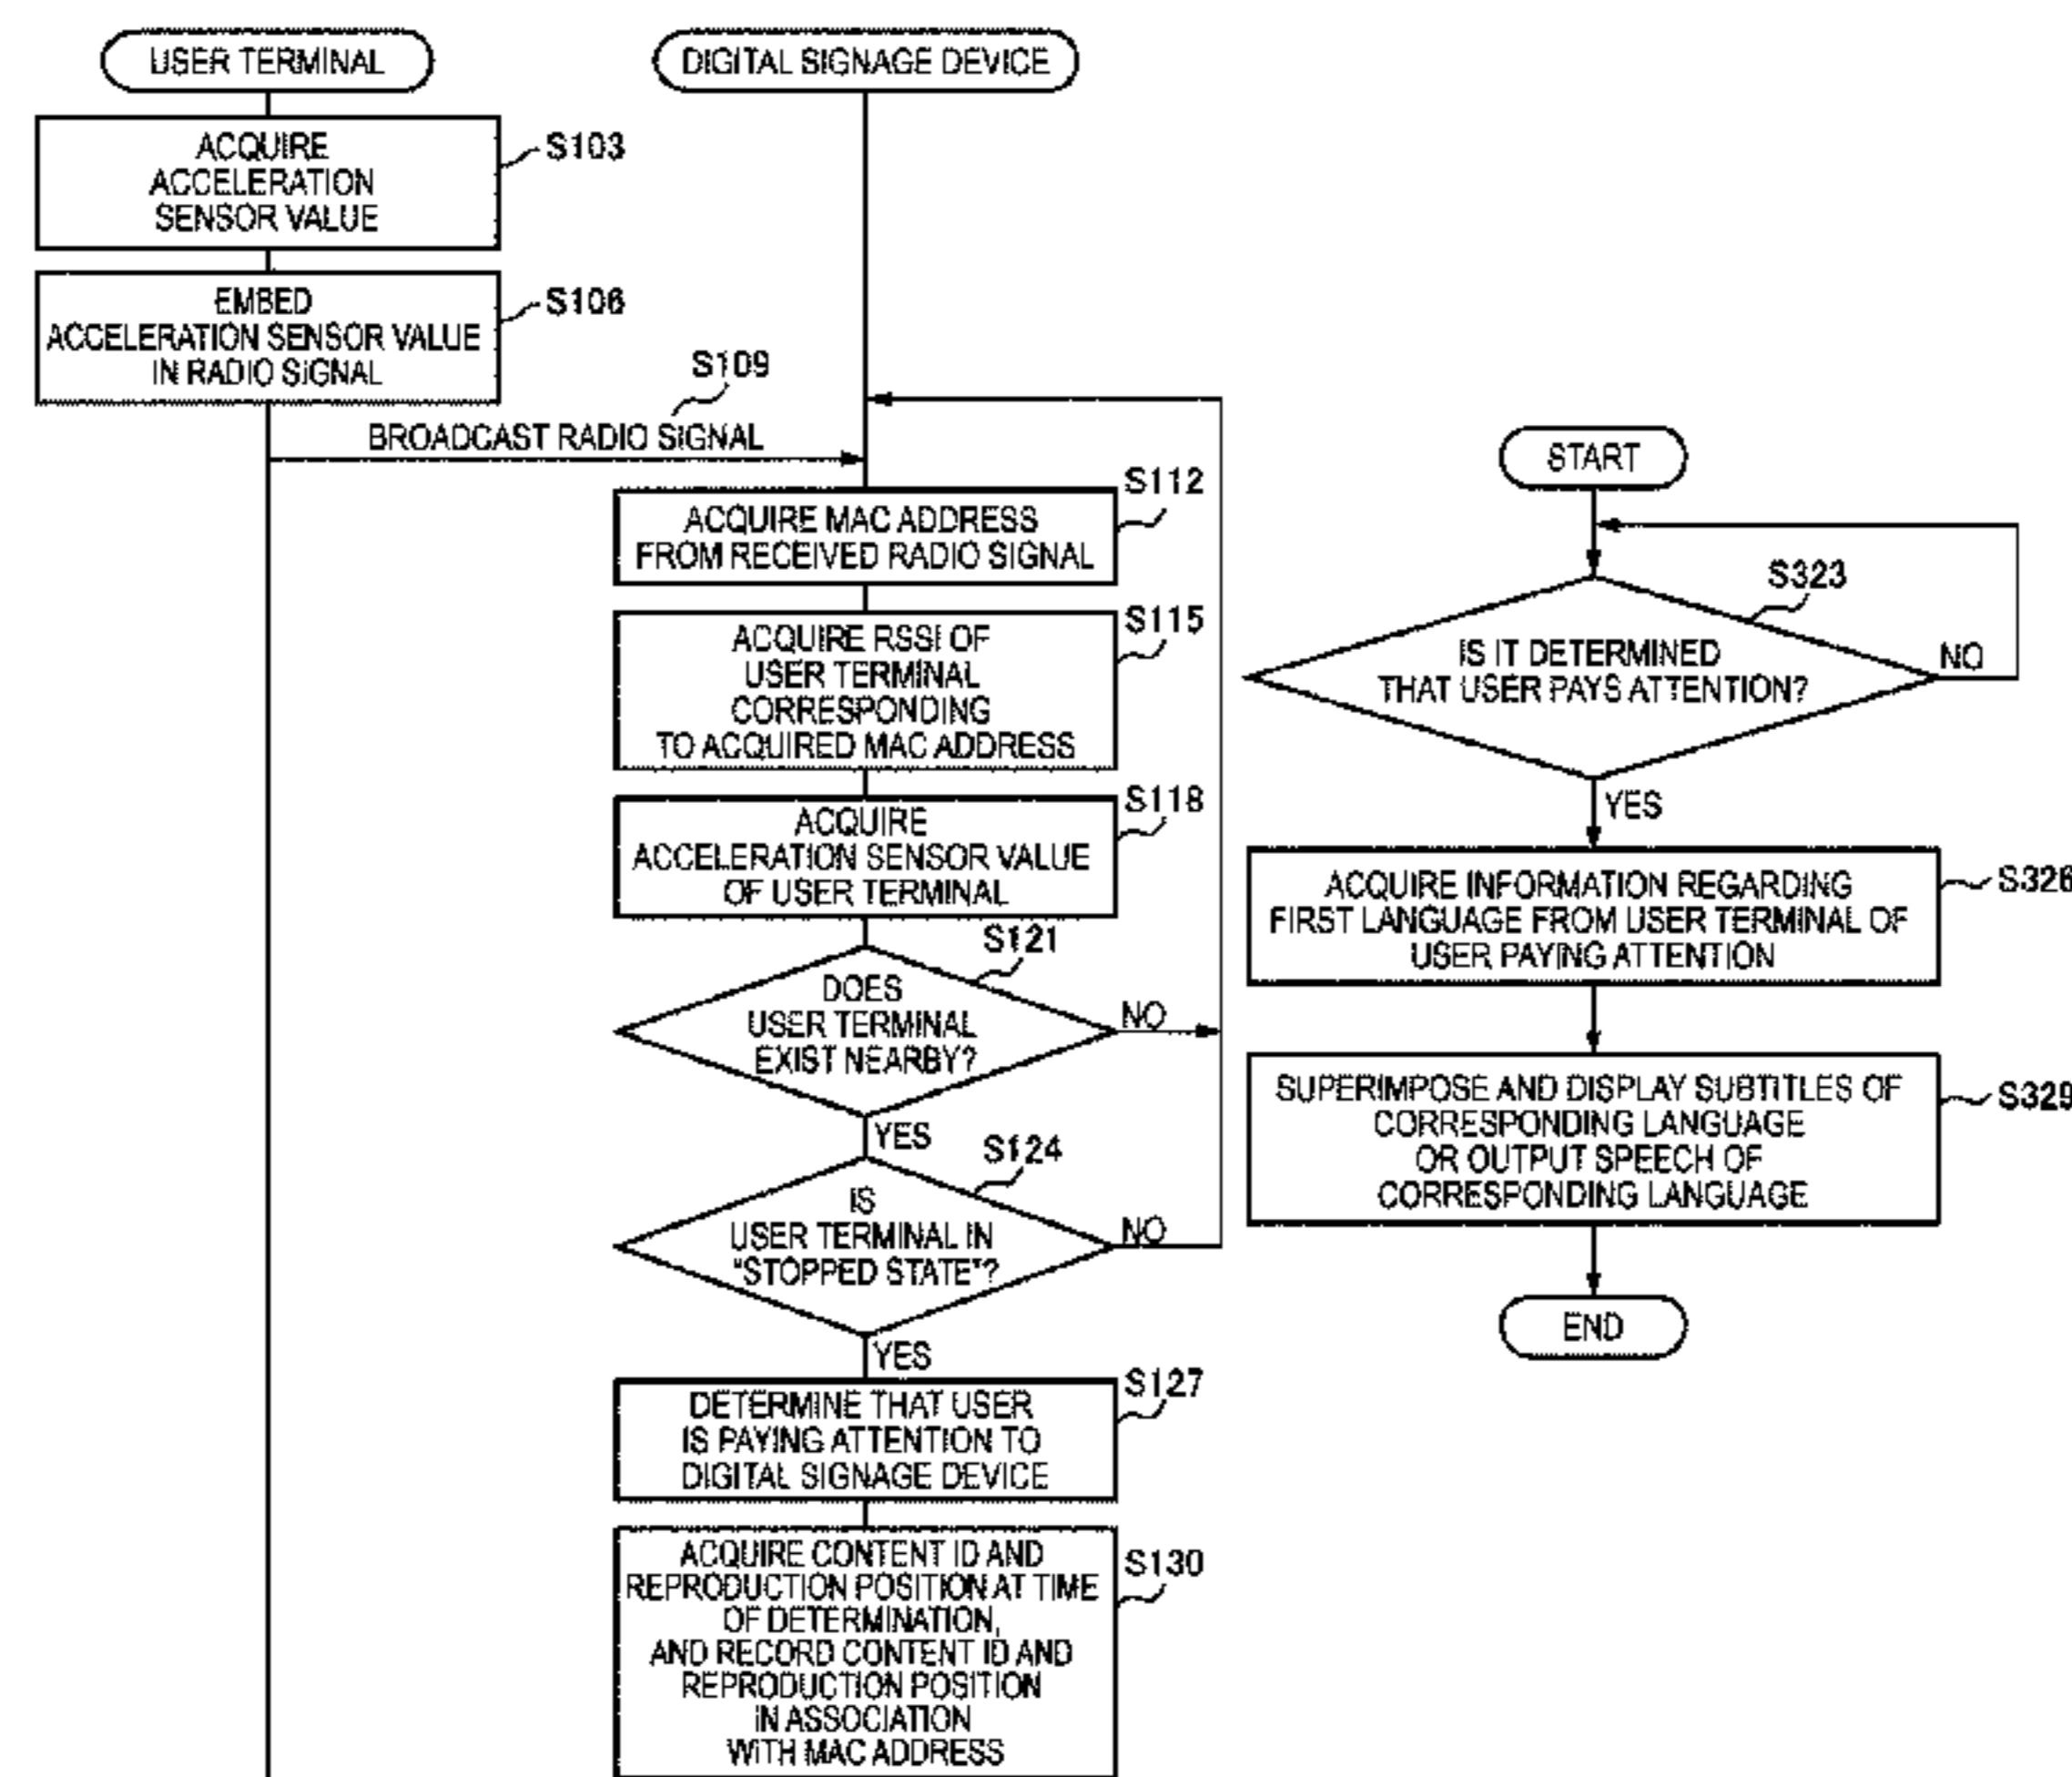 USER TERMINAL
DIGITAL SIGNAGE DEVICE
ACQUIRE
ACCELERATION
SENSOR VALUE
S103
EMBED
ACCELERATION SENSOR VALUE
IN RADIO SIGNAL
S106
S109
BROADCAST RADIO SIGNAL
S112
ACQUIRE MAC ADDRESS
FROM RECEIVED RADIO SIGNAL
S115
ACQUIRE RSSI OF
USER TERMINAL
CORRESPONDING
TO ACQUIRED MAC ADDRESS
S118
ACQUIRE
ACCELERATION SENSOR VALUE
OF USER TERMINAL
S121
DOES
USER TERMINAL
EXIST NEARBY?
NO
YES
S124
IS
USER TERMINAL IN
"STOPPED STATE"?
NO
YES
S127
DETERMINE THAT USER
IS PAYING ATTENTION TO
DIGITAL SIGNAGE DEVICE
S130
ACQUIRE CONTENT ID AND
REPRODUCTION POSITION AT TIME
OF DETERMINATION,
AND RECORD CONTENT ID AND
REPRODUCTION POSITION
IN ASSOCIATION
WITH MAC ADDRESS
START
S323
IS IT DETERMINED
THAT USER PAYS ATTENTION?
NO
YES
ACQUIRE INFORMATION REGARDING
FIRST LANGUAGE FROM USER TERMINAL OF
USER PAYING ATTENTION
S326
SUPERIMPOSE AND DISPLAY SUBTITLES OF
CORRESPONDING LANGUAGE
OR OUTPUT SPEECH OF
CORRESPONDING LANGUAGE
S329
END